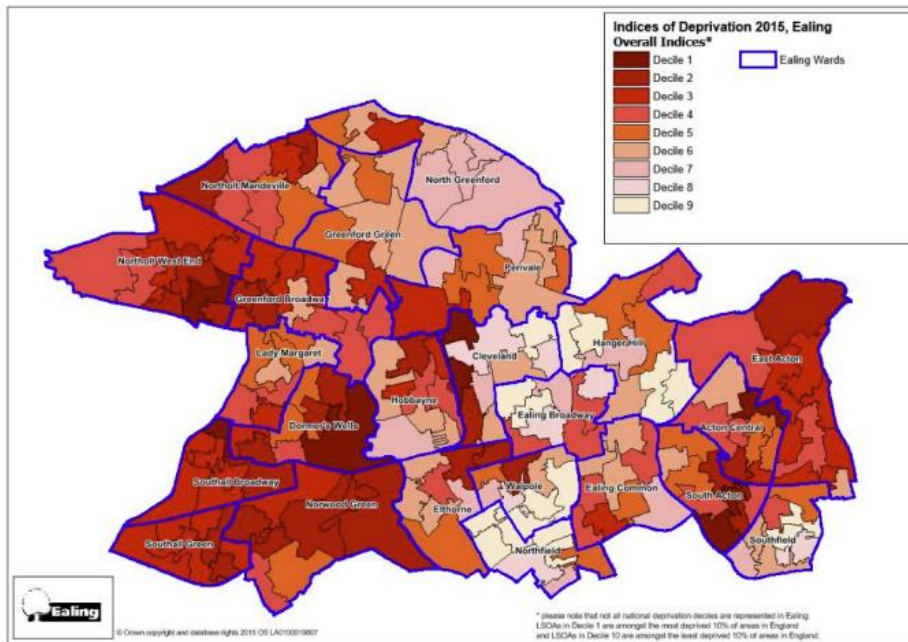 Indices of Deprivation 2015, Ealing
Overall Indices*
Decile 1
Ealing Wards
Decile 2
Decile 3
Decile 4
Decile 5
Decile 6
Decile 7
Decile 8
Decile 9
Northolt Mandeville
North Greenford
Greenford Green
Northolt West End
Perivale
Greenford Broadwa
Lady Margaret
Cleveland
Hanger Hill
East Acton
Hobbayne
Ealing Broadway
Dormer's Wells
Acton Central
Southall Broadway
Norwood Green
Elthorne
Walpole
Ealing Common
South Acton
Southall Green
Northfield
Southfield
Ealing
© Crown copyright and database rights 2015 OS LA0100019807
* please note that not all national deprivation deciles are represented in Ealing.
LSOAs in Decile 1 are amongst the most deprived 10% of areas in England
and LSOAs in Decile 10 are amongst the least deprived 10% of areas in England.